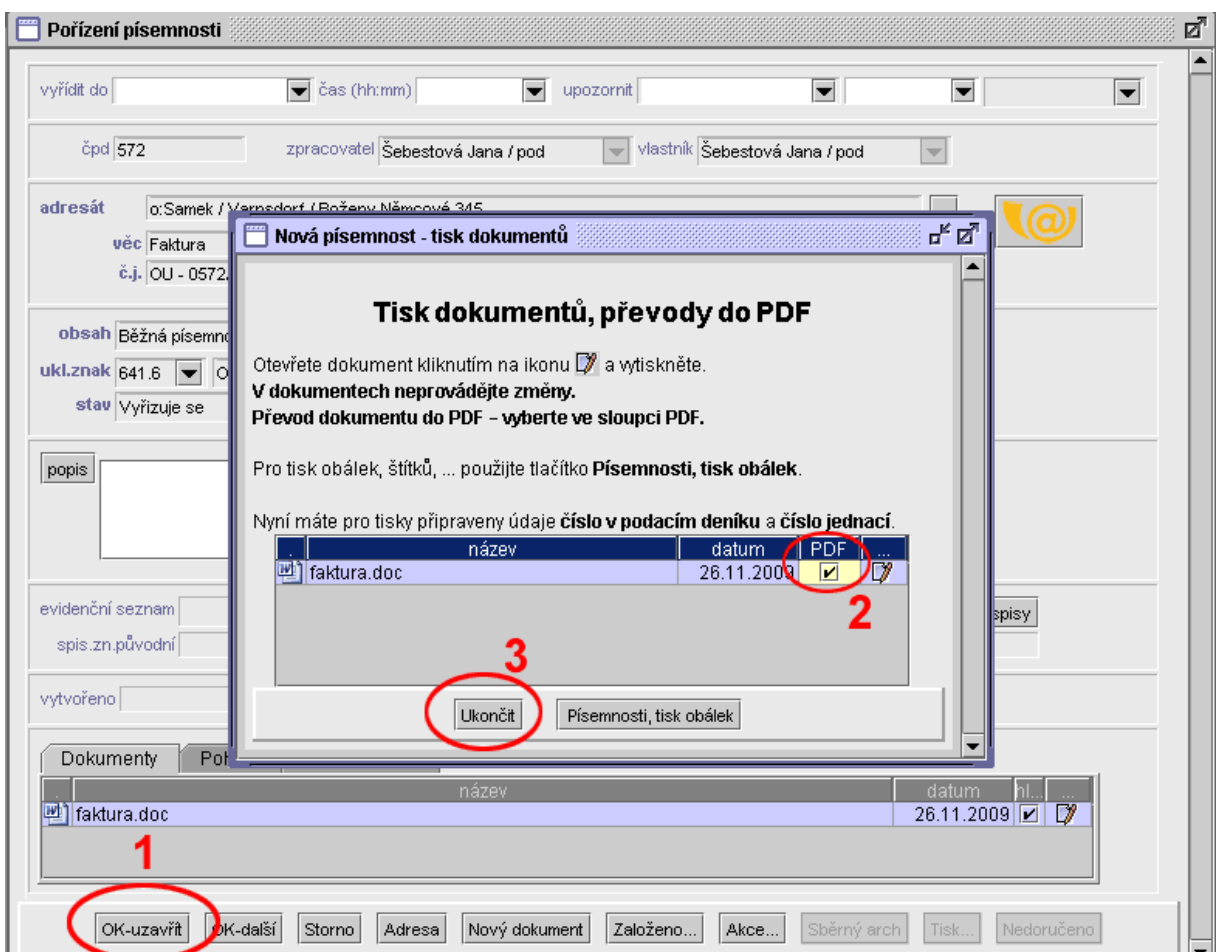 Pořízení písemnosti
vyřídit do čas (hh:mm) upozornit
čpd 572 zpracovatel Šebestová Jana / pod vlastník Šebestová Jana / pod
adresát o:Samek / Varnsdorf / Boženy Němcové 345
věc Faktura
č.j. OU - 0572
obsah Běžná
ukl.znak 641.6
stav Vyřizuje se
popis
evidenční seznam spisy
spis.zn.původní
vytvořeno
Nová písemnost - tisk dokumentů
Tisk dokumentů, převody do PDF
Otevřete dokument kliknutím na ikonu a vytiskněte.
V dokumentech neprovádějte změny.
Převod dokumentu do PDF – vyberte ve sloupci PDF.
Pro tisk obálek, štítků, ... použijte tlačítko Písemnosti, tisk obálek.
Nyní máte pro tisky připraveny údaje číslo v podacím deníku a číslo jednací.
. název datum PDF ...
faktura.doc 26.11.2009
2
3
Ukončit Písemnosti, tisk obálek
Dokumenty
. název datum hl... ...
faktura.doc 26.11.2009
1
OK-uzavřít OK-další Storno Adresa Nový dokument Založeno... Akce... Sběrný arch Tisk... Nedoručeno